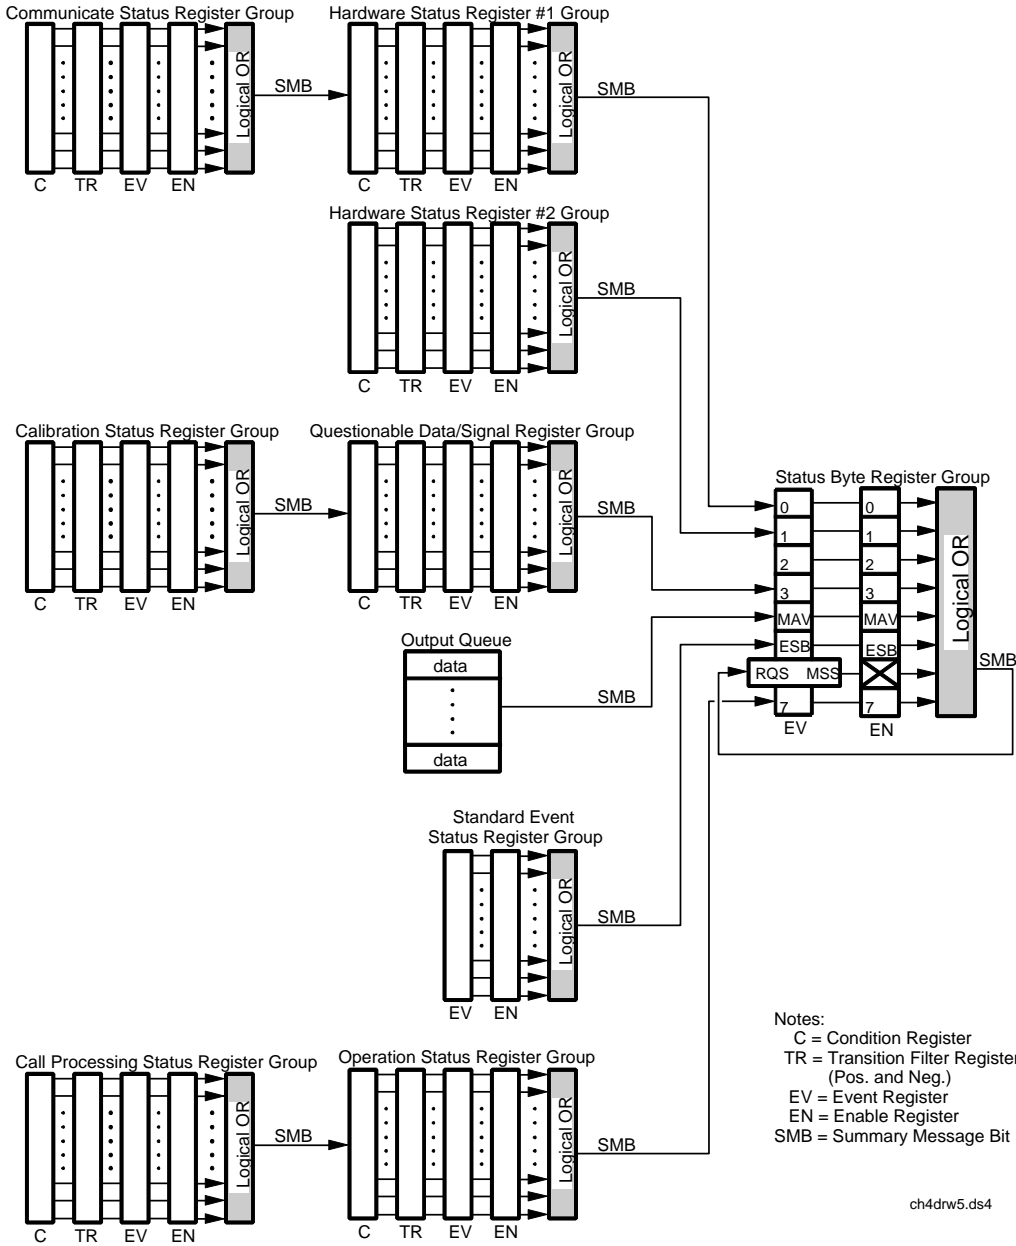 Communicate Status Register Group
Hardware Status Register #1 Group
Logical OR
SMB
Logical OR
SMB
C TR EV EN
C TR EV EN
Hardware Status Register #2 Group
Logical OR
SMB
C TR EV EN
Calibration Status Register Group
Questionable Data/Signal Register Group
Logical OR
SMB
Logical OR
SMB
C TR EV EN
C TR EV EN
Status Byte Register Group
0 0
1 1
2 2
3 3
MAV MAV
ESB ESB
RQS MSS
7 7
EV EN
Logical OR
SMB
Output Queue
data
data
SMB
Standard Event
Status Register Group
Logical OR
SMB
EV EN
Call Processing Status Register Group
Operation Status Register Group
Logical OR
SMB
Logical OR
SMB
C TR EV EN
C TR EV EN
Notes:
C = Condition Register
TR = Transition Filter Register
(Pos. and Neg.)
EV = Event Register
EN = Enable Register
SMB = Summary Message Bit
ch4drw5.ds4